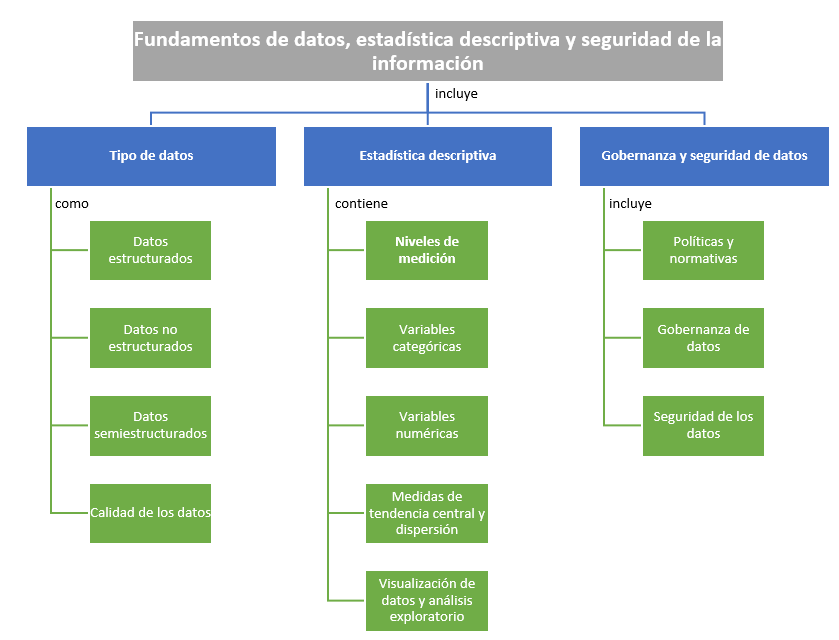 Fundamentos de datos, estadística descriptiva y seguridad de la
información
incluye
Tipo de datos
Estadística descriptiva
Gobernanza y seguridad de datos
como
contiene
incluye
Datos
estructurados
Niveles de
medición
Políticas y
normativas
Datos no
estructurados
Variables
categóricas
Gobernanza de
datos
Datos
semiestructurados
Variables
numéricas
Seguridad de los
datos
Calidad de los datos
Medidas de
tendencia central y
dispersión
Visualización de
datos y análisis
exploratorio